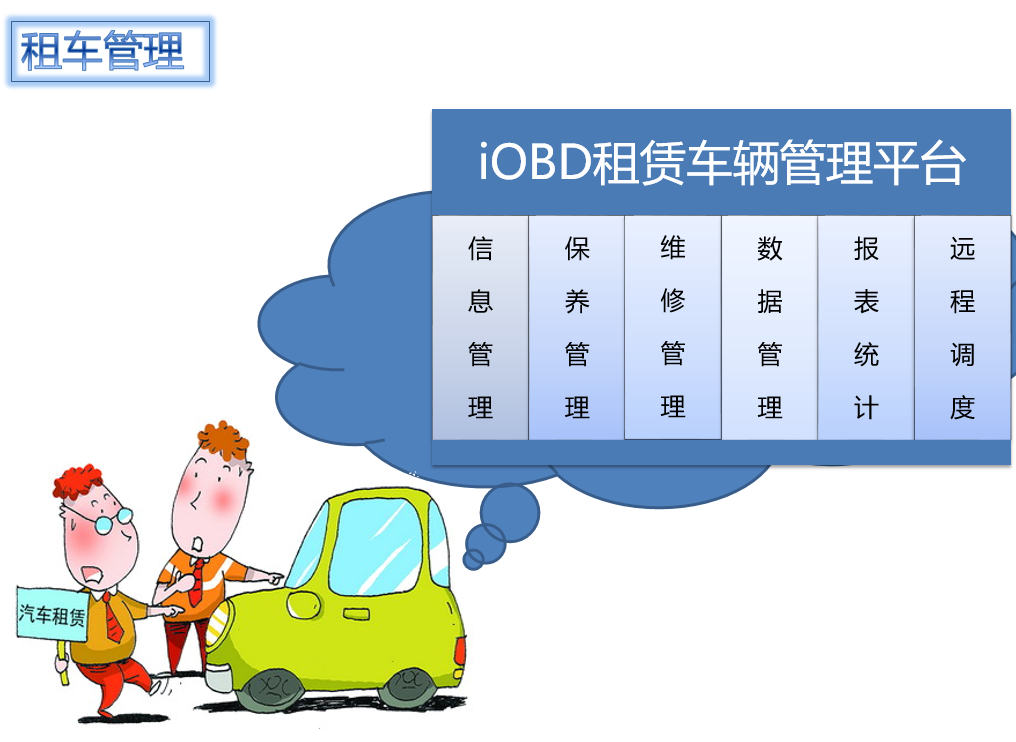 租车管理
iOBD租赁车辆管理平台
信息管理
保养管理
维修管理
数据管理
报表统计
远程调度
汽车租赁